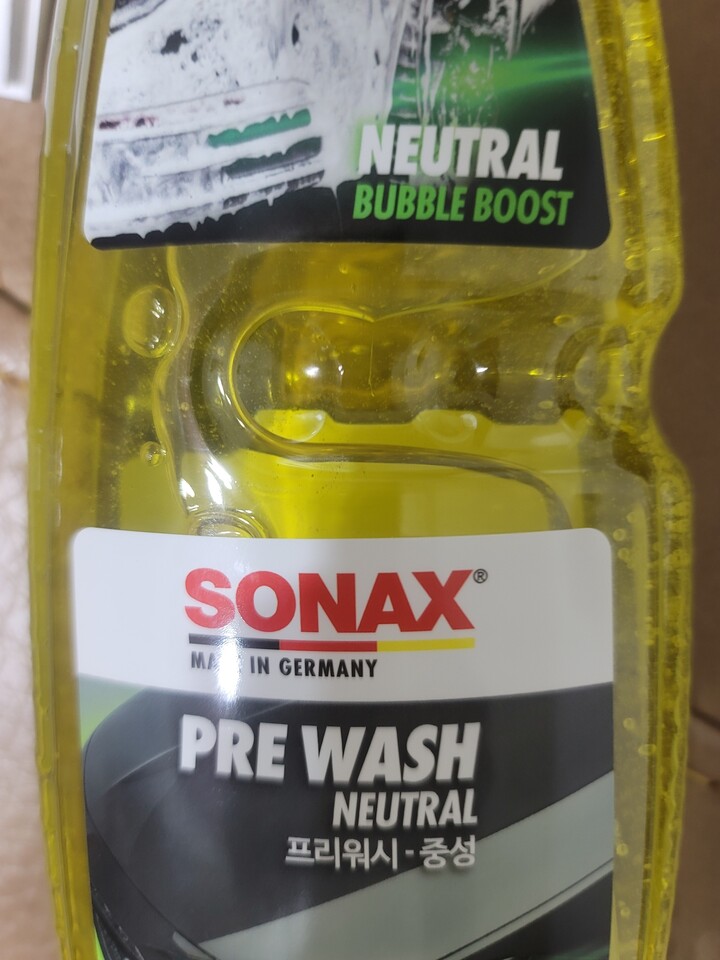 NEUTRAL
BUBBLE BOOST
SONAX®
MADE IN GERMANY
PRE WASH
NEUTRAL
프리워시-중성